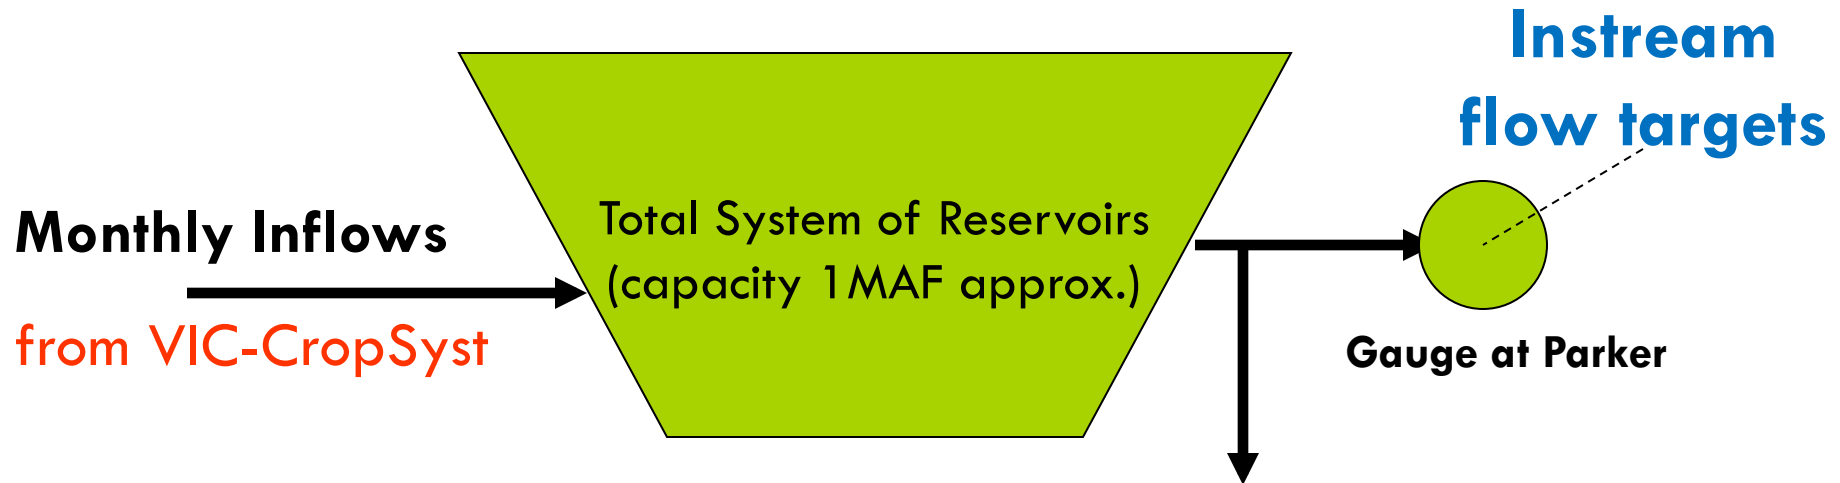 Instream
flow targets
Monthly Inflows
from VIC-CropSyst
Total System of Reservoirs
(capacity 1MAF approx.)
Gauge at Parker